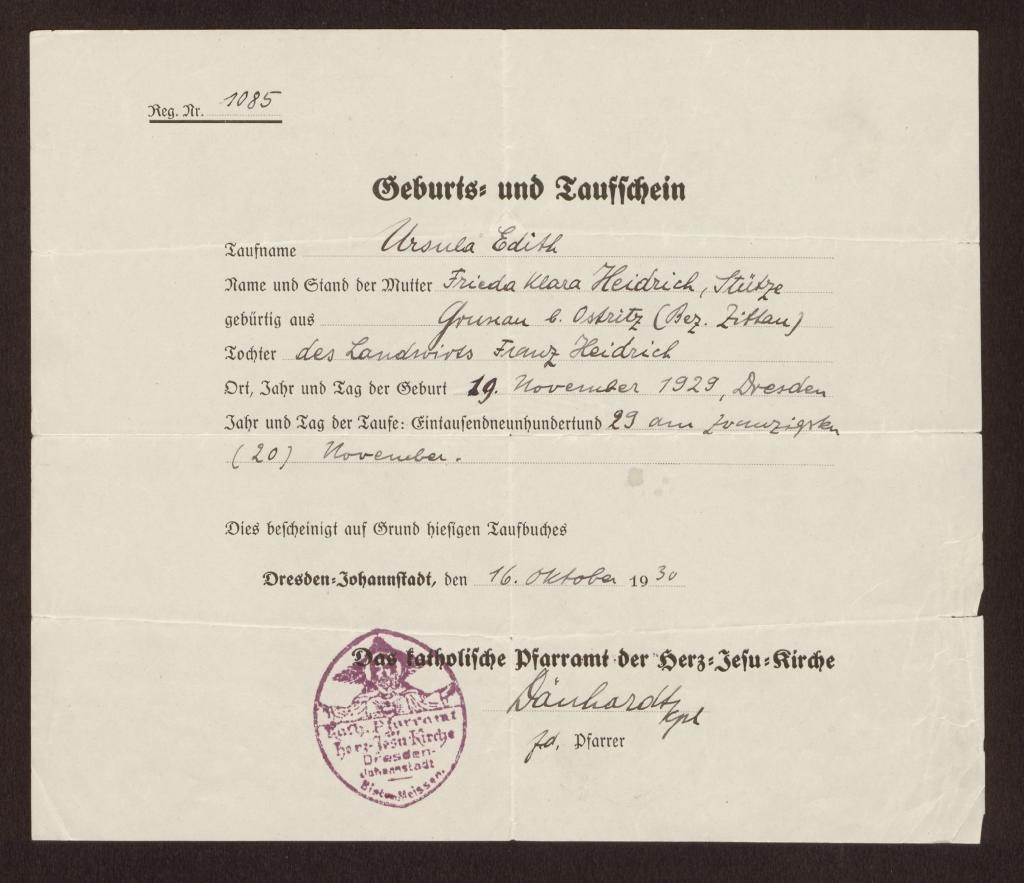 Reg. Nr. 1085
Geburts- und Taufschein
Taufname Ursula Edith
Name und Stand der Mutter Frieda Klara Heidrich, Stütze
gebürtig aus Grunau b. Ostritz (Bez. Zittau)
Tochter des Landwirts Franz Heidrich
Ort, Jahr und Tag der Geburt 19. November 1929, Dresden
Jahr und Tag der Taufe: Eintausendneunhundertund 29 am zwanzigsten
(20) November.
Dies bescheinigt auf Grund hiesigen Taufbuches
Dresden-Johannstadt, den 16. Oktober 1930
Das katholische Pfarramt der Herz-Jesu-Kirche
Dänhardt, Kpl
Pfarrer
Kath. Pfarramt
der
Herz-Jesu-Kirche
Dresden-
Johannstadt
Bistum Meissen.